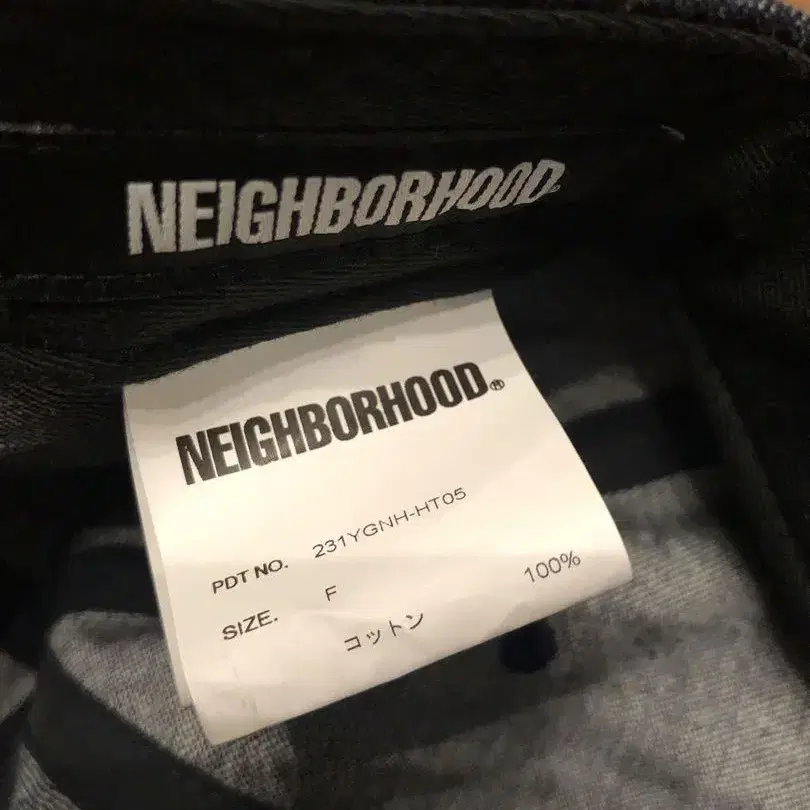 NEIGHBORHOOD
NEIGHBORHOOD®
PDT NO. 231YGNH-HT05
SIZE. F
コットン 100%